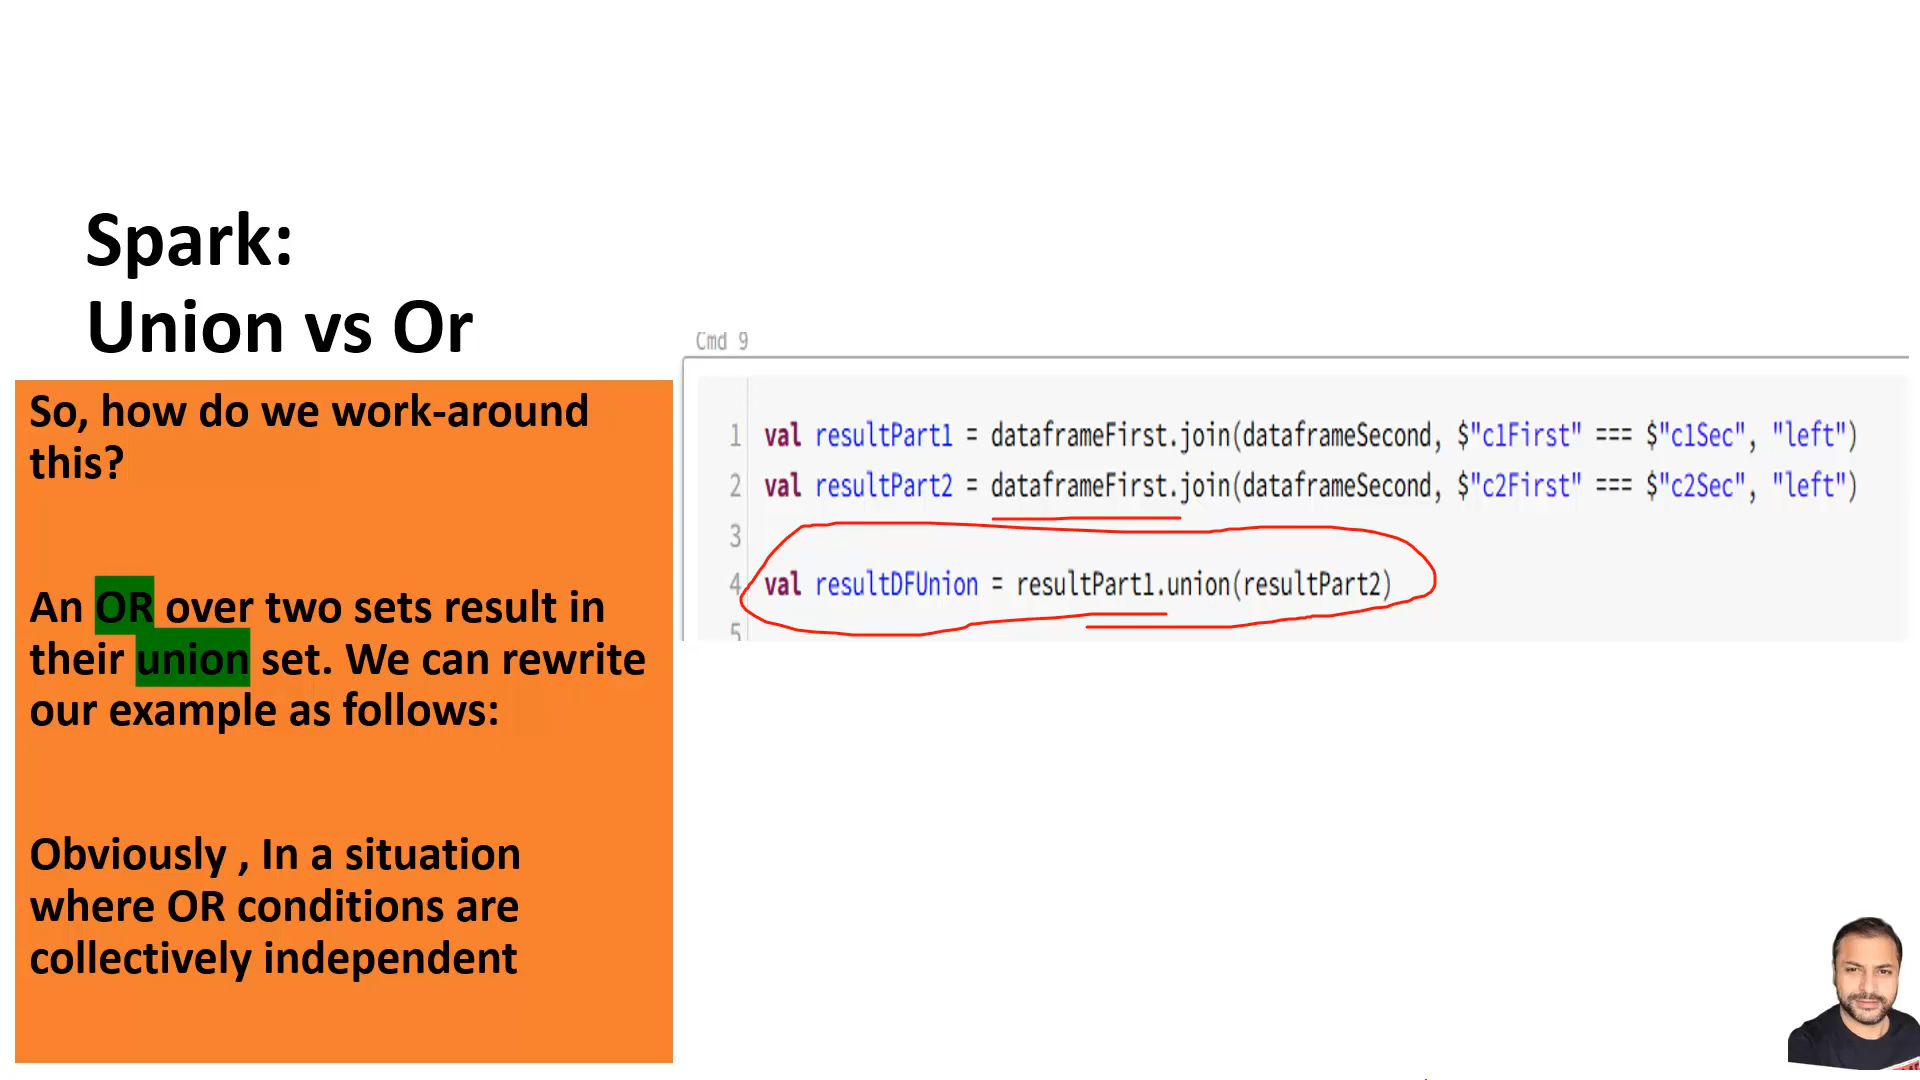 Spark:
Union vs Or
So, how do we work-around
this?
An OR over two sets result in
their union set. We can rewrite
our example as follows:
Obviously , In a situation
where OR conditions are
collectively independent
Cmd 9
1 val resultPart1 = dataframeFirst.join(dataframeSecond, $"c1First" === $"c1Sec", "left")
2 val resultPart2 = dataframeFirst.join(dataframeSecond, $"c2First" === $"c2Sec", "left")
3
4 val resultDFUnion = resultPart1.union(resultPart2)
5